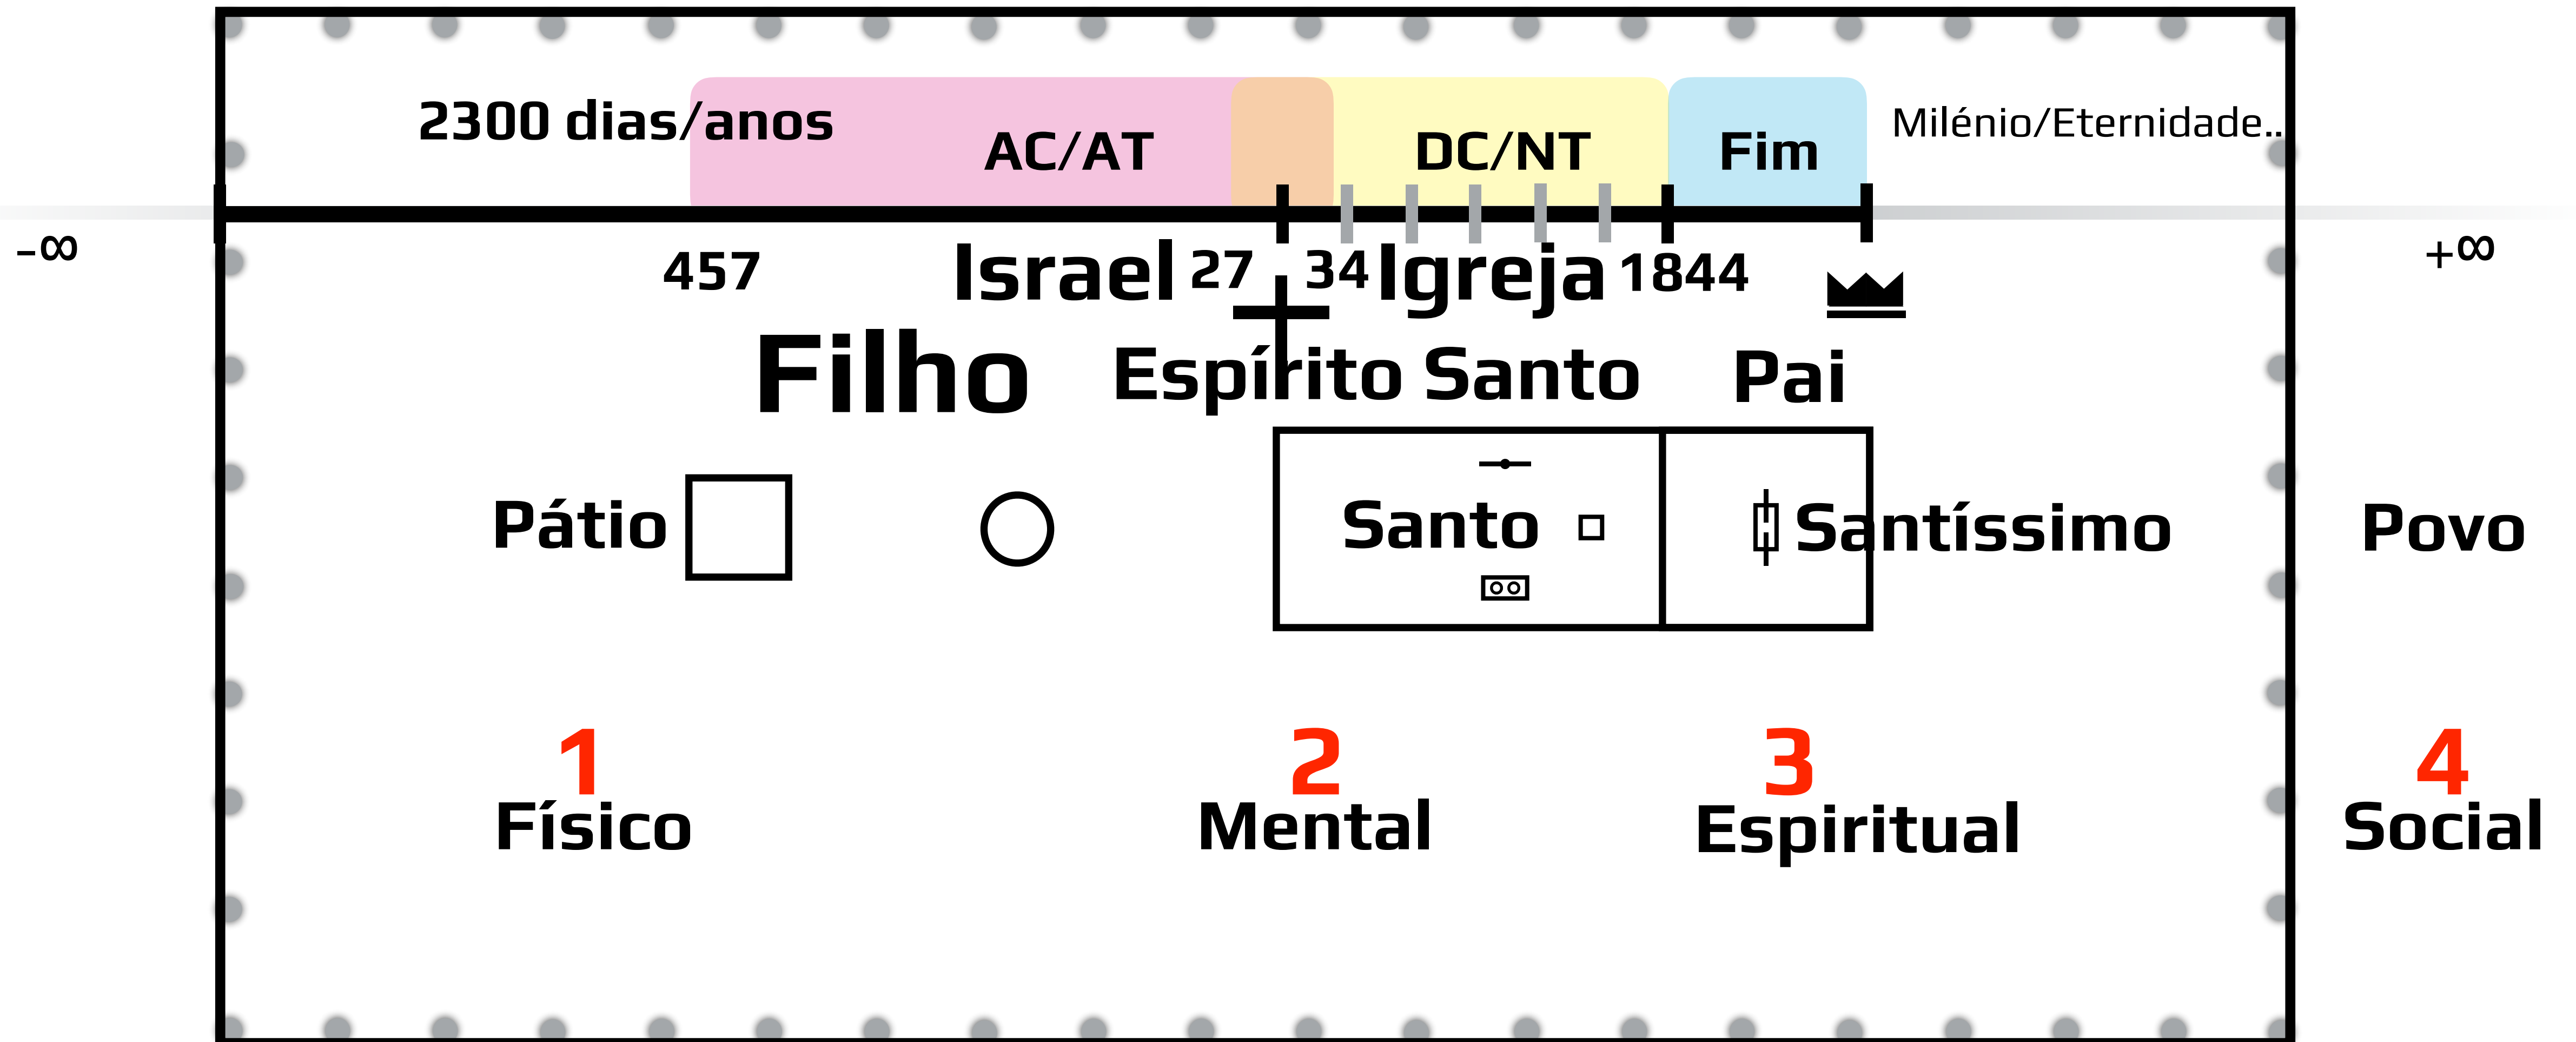 2300 dias/anos
AC/AT
DC/NT
Fim
Milénio/Eternidade..
-∞
457
Israel
27
34
Igreja
1844
+∞
Filho
Espírito Santo
Pai
Pátio
Santo
Santíssimo
Povo
1
2
3
4
Físico
Mental
Espiritual
Social